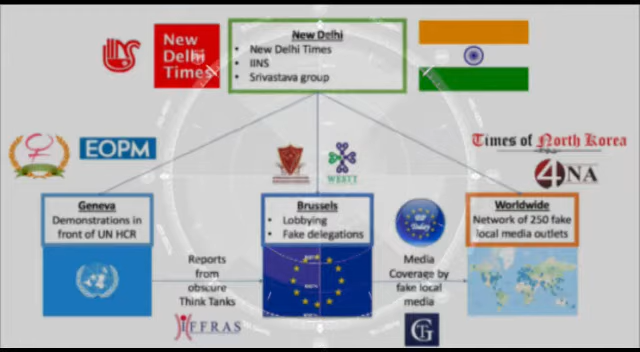 New Delhi
• New Delhi Times
• IINS
• Srivastava group
New
Delhi
Times
EOPM
WESTT
Times of North Korea
4NA
Geneva
Demonstrations in
front of UN HCR
Brussels
• Lobbying
• Fake delegations
Worldwide
Network of 250 fake
local media outlets
EP
Today
Reports
from
obscure
Think Tanks
Media
Coverage by
fake local
media
IFFRAS